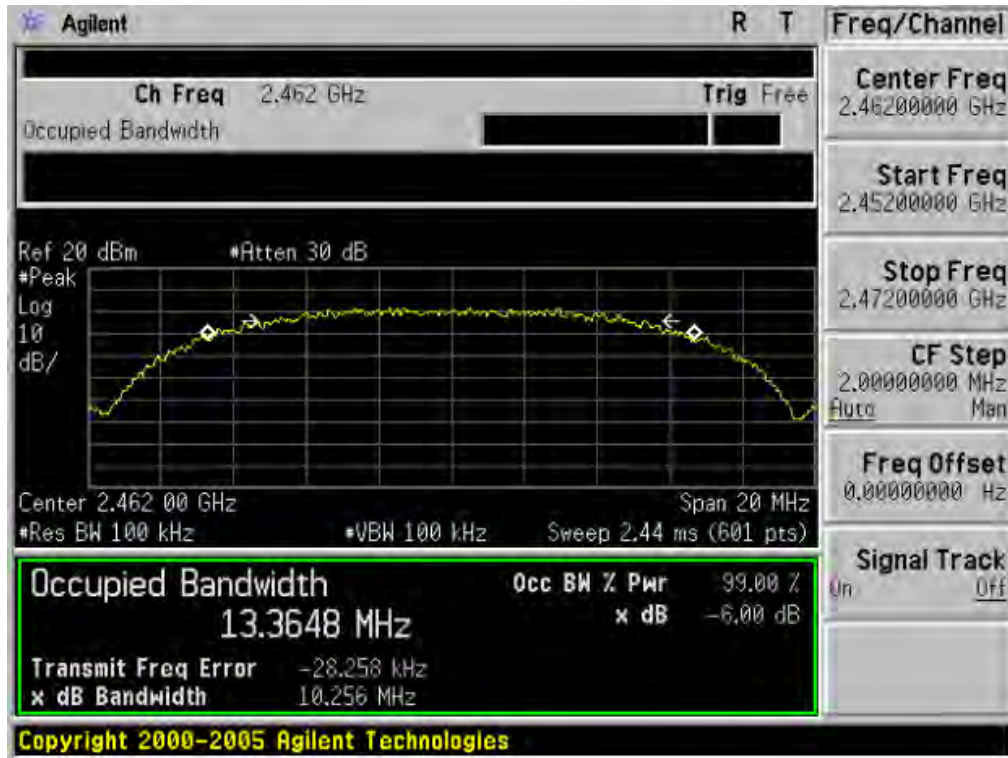 Agilent R T
Ch Freq 2.462 GHz Trig Free
Occupied Bandwidth
Ref 20 dBm #Atten 30 dB
#Peak
Log
10
dB/
Center 2.462 00 GHz Span 20 MHz
#Res BW 100 kHz #VBW 100 kHz Sweep 2.44 ms (601 pts)
Occupied Bandwidth Occ BW % Pwr 99.00 %
13.3648 MHz x dB -6.00 dB
Transmit Freq Error -28.258 kHz
x dB Bandwidth 10.256 MHz
Copyright 2000-2005 Agilent Technologies
Freq/Channel
Center Freq
2.46200000 GHz
Start Freq
2.45200000 GHz
Stop Freq
2.47200000 GHz
CF Step
2.00000000 MHz
Auto Man
Freq Offset
0.00000000 Hz
Signal Track
On Off